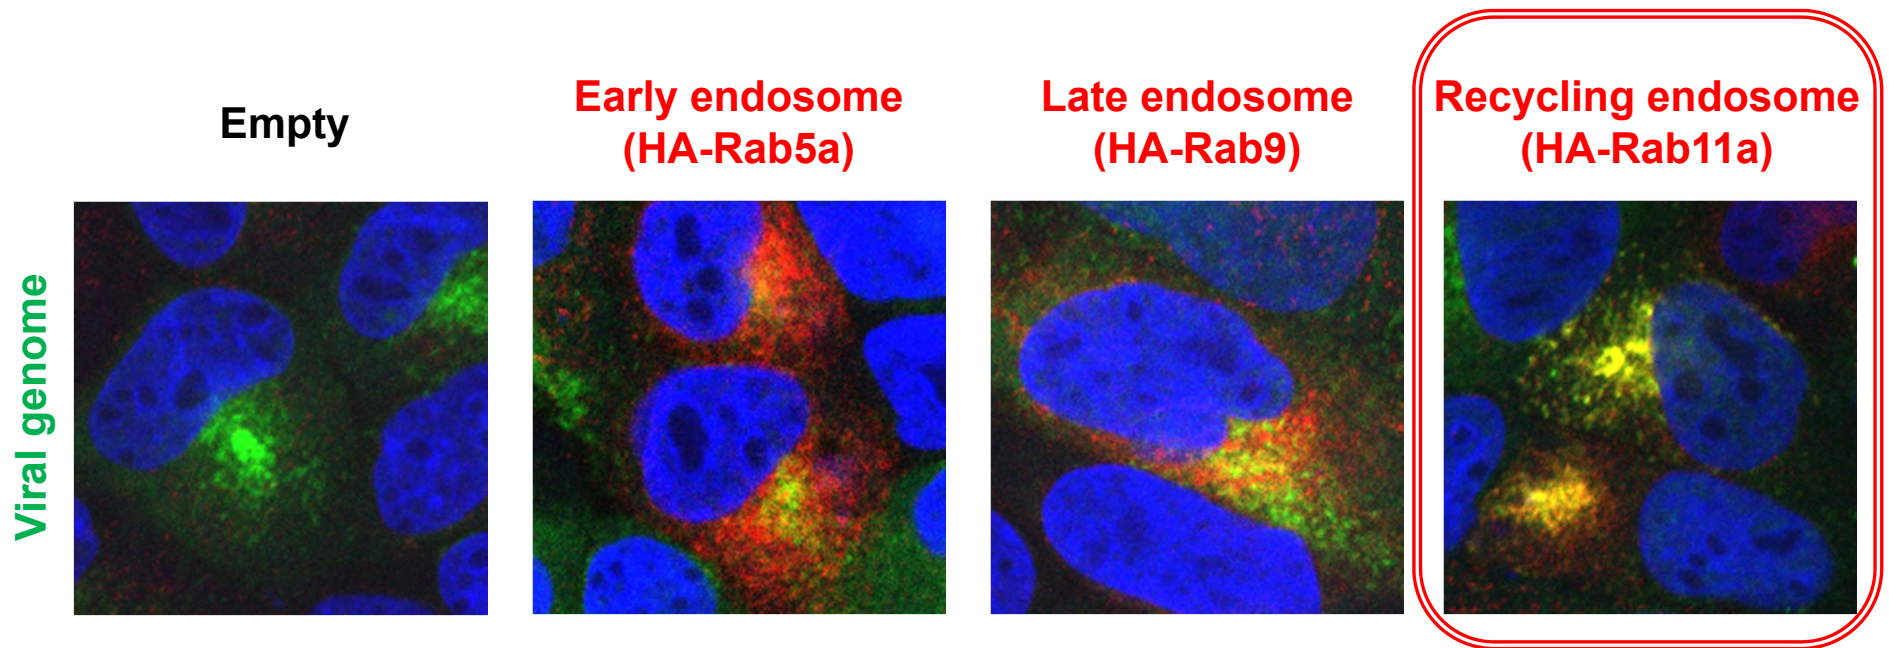 Empty
Early endosome
(HA-Rab5a)
Late endosome
(HA-Rab9)
Recycling endosome
(HA-Rab11a)
Viral genome